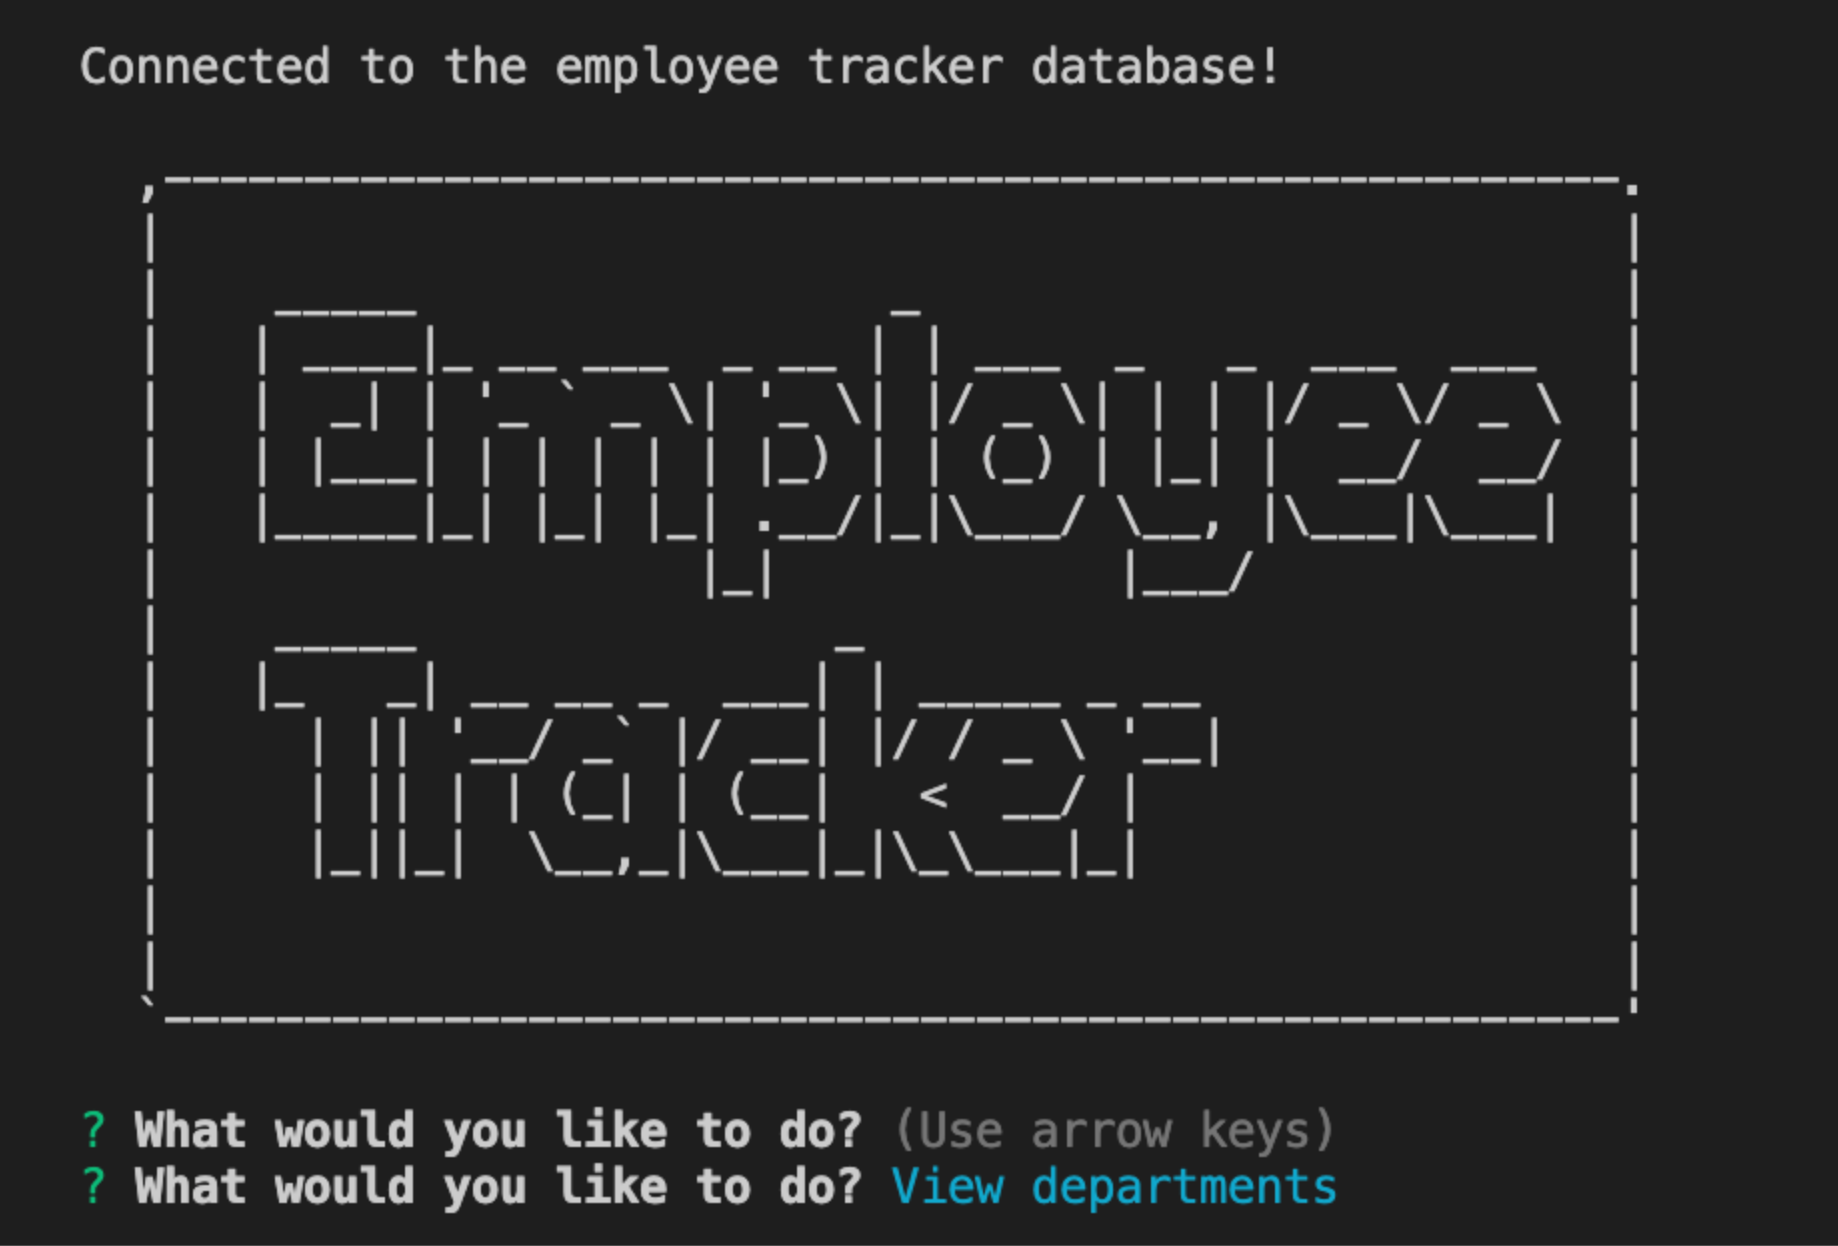 Connected to the employee tracker database!
Employee
Tracker
? What would you like to do? (Use arrow keys)
? What would you like to do? View departments